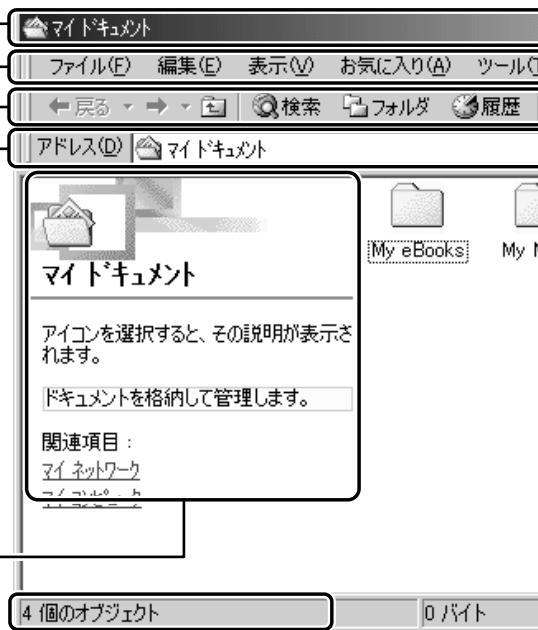 マイ ドキュメント
ファイル(F) 編集(E) 表示(V) お気に入り(A) ツール(T
戻る 検索 フォルダ 履歴
アドレス(D) マイ ドキュメント
My eBooks My
マイ ドキュメント
アイコンを選択すると、その説明が表示さ
れます。
ドキュメントを格納して管理します。
関連項目 :
マイ ネットワーク
4 個のオブジェクト 0 バイト